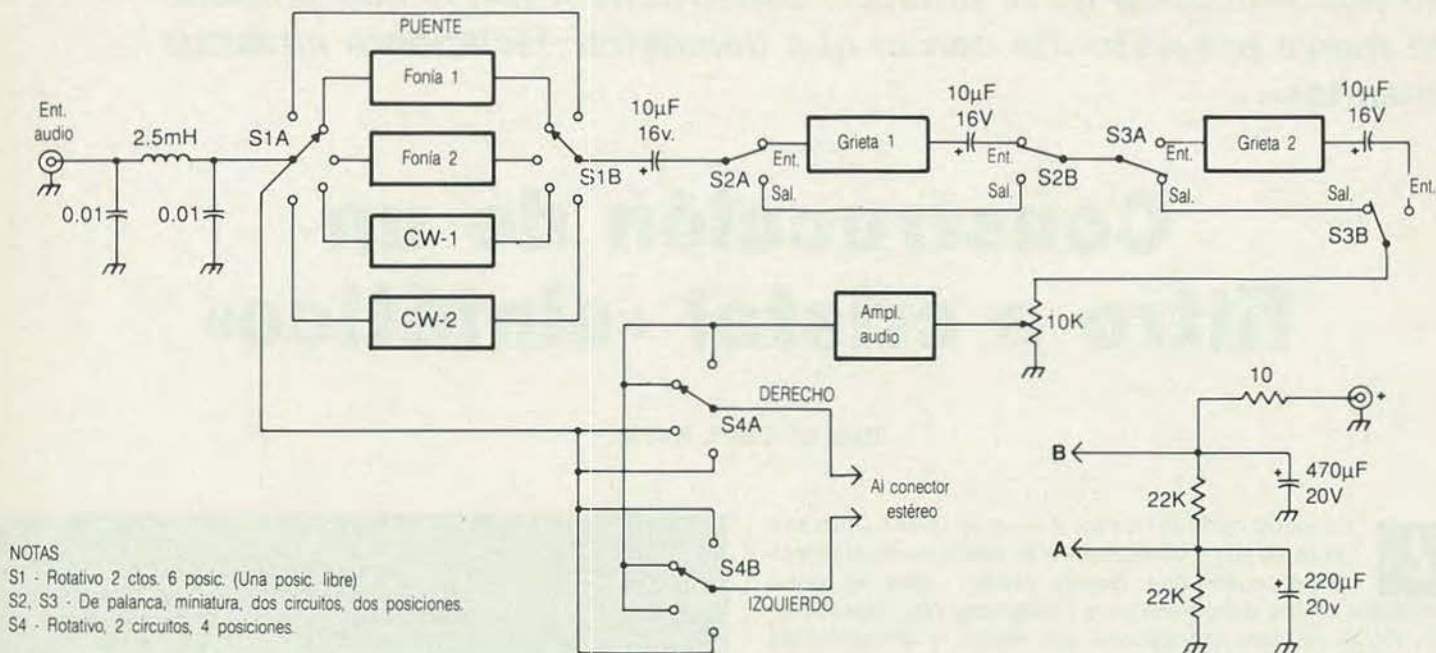 PUENTE
Fonía 1
Fonía 2
CW-1
CW-2
Ent.
audio
2.5mH
0.01
0.01
S1A
S1B
10µF
16v.
+
S2A
Ent.
Sal.
Grieta 1
10µF
16V
+
Ent.
Sal.
S2B
S3A
Ent.
Sal.
Grieta 2
10µF
16V
+
Ent.
Sal.
S3B
10K
Ampl.
audio
DERECHO
S4A
Al conector
estéreo
S4B
IZQUIERDO
10
+
B
22K
+
470µF
20V
A
22K
+
220µF
20v
NOTAS
S1 - Rotativo 2 ctos. 6 posic. (Una posic. libre)
S2, S3 - De palanca, miniatura, dos circuitos, dos posiciones.
S4 - Rotativo, 2 circuitos, 4 posiciones.